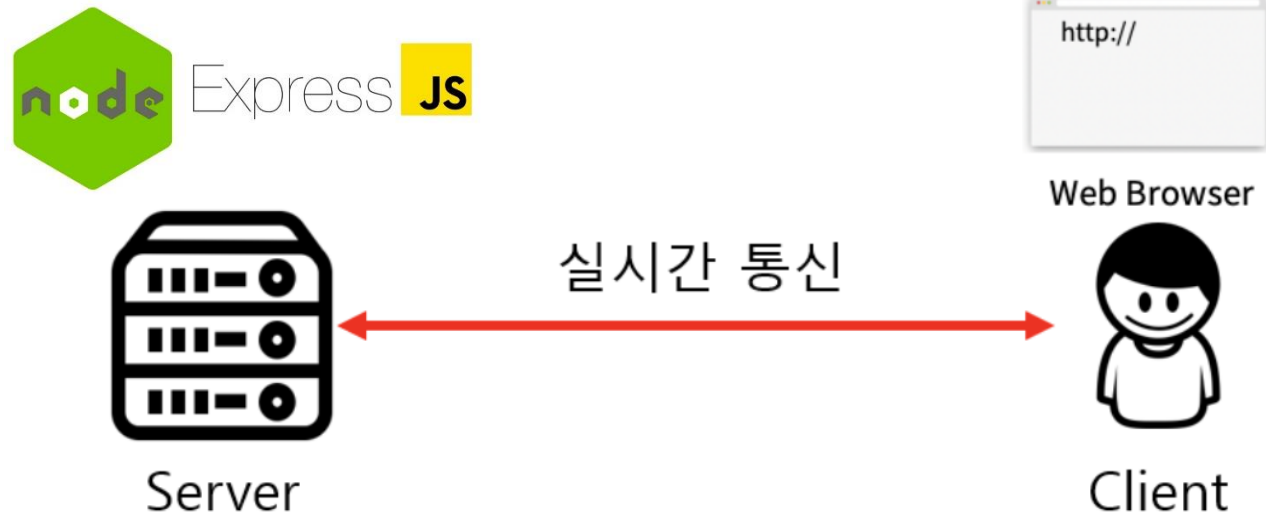 node
Express JS
http://
Web Browser
실시간 통신
Server
Client